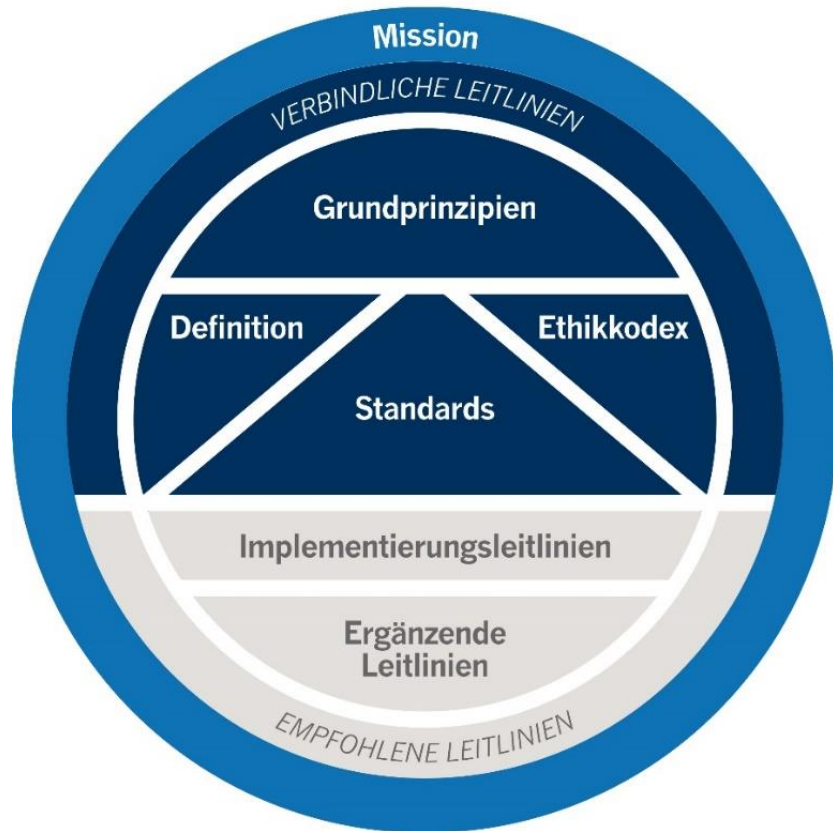 Mission
VERBINDLICHE LEITLINIEN
Grundprinzipien
Definition
Ethikkodex
Standards
Implementierungsleitlinien
Ergänzende
Leitlinien
EMPFOHLENE LEITLINIEN